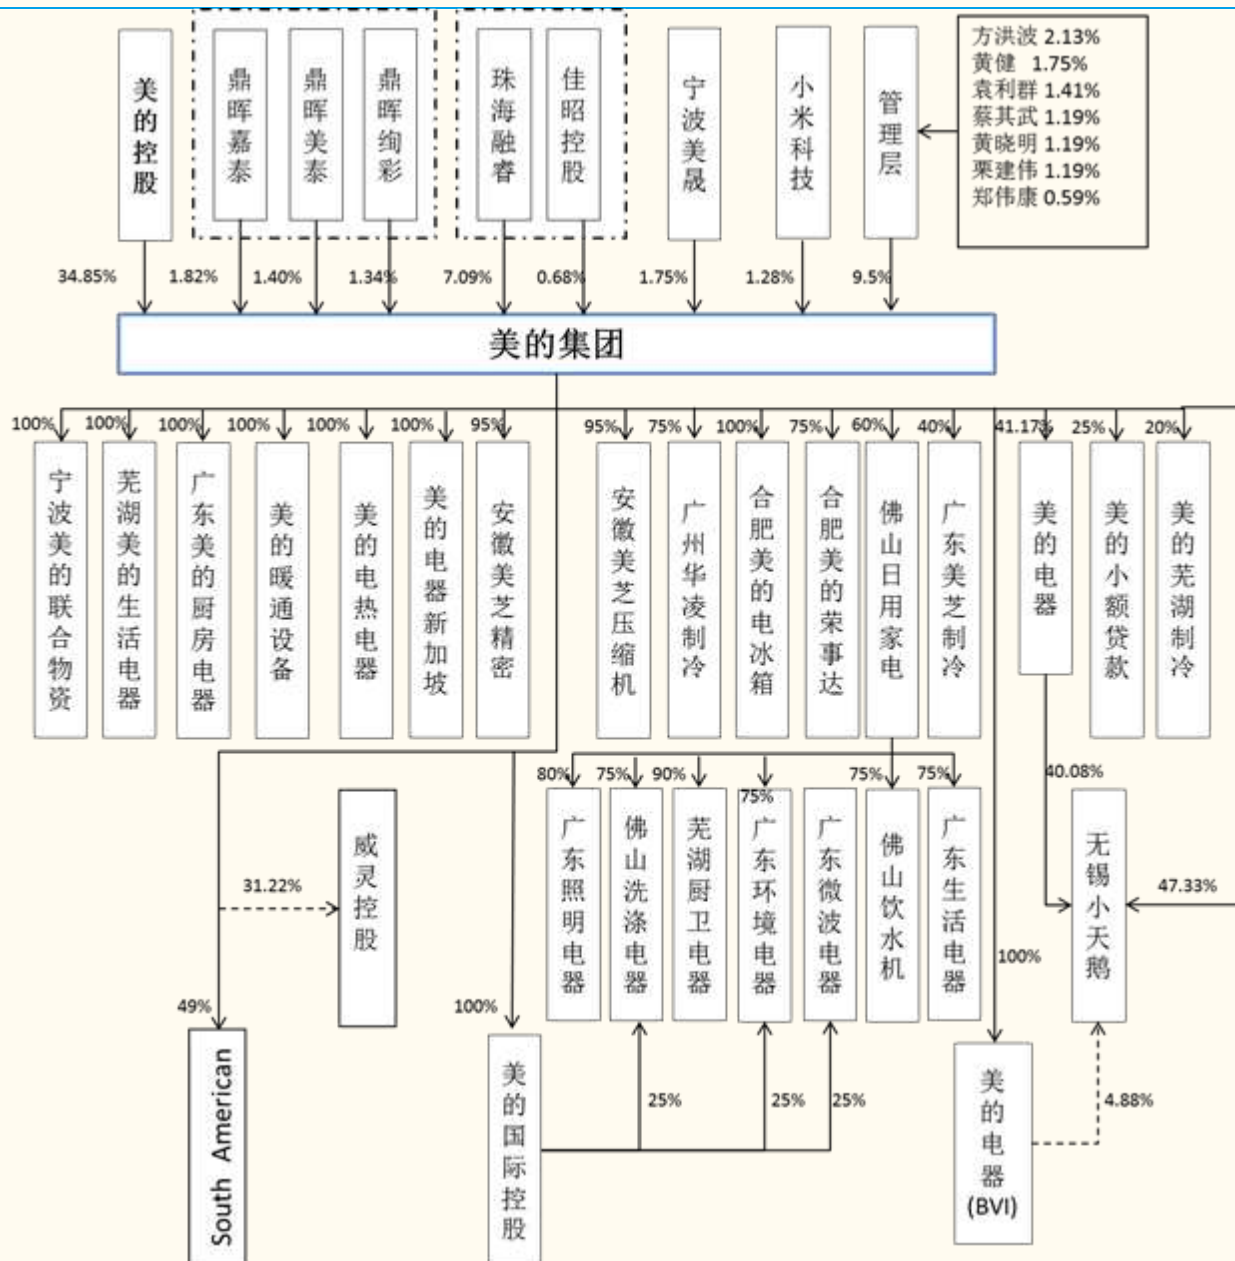 美的控股
鼎晖嘉泰
鼎晖美泰
鼎晖绚彩
珠海融睿
佳昭控股
宁波美晟
小米科技
管理层
方洪波 2.13%
黄健 1.75%
袁利群 1.41%
蔡其武 1.19%
黄晓明 1.19%
栗建伟 1.19%
郑伟康 0.59%
34.85%
1.82%
1.40%
1.34%
7.09%
0.68%
1.75%
1.28%
9.5%
美的集团
100%
100%
100%
100%
100%
100%
95%
95%
75%
100%
75%
60%
40%
41.17%
25%
20%
宁波美的联合物资
芜湖美的生活电器
广东美的厨房电器
美的暖通设备
美的电热电器
美的电器新加坡
安徽美芝精密
安徽美芝压缩机
广州华凌制冷
合肥美的电冰箱
合肥美的荣事达
佛山日用家电
广东美芝制冷
美的电器
美的小额贷款
美的芜湖制冷
80%
75%
90%
75%
75%
75%
40.08%
威灵控股
广东照明电器
佛山洗涤电器
芜湖厨卫电器
广东环境电器
广东微波电器
佛山饮水机
广东生活电器
无锡小天鹅
31.22%
47.33%
100%
49%
100%
South American
美的国际控股
25%
25%
25%
美的电器
(BVI)
4.88%